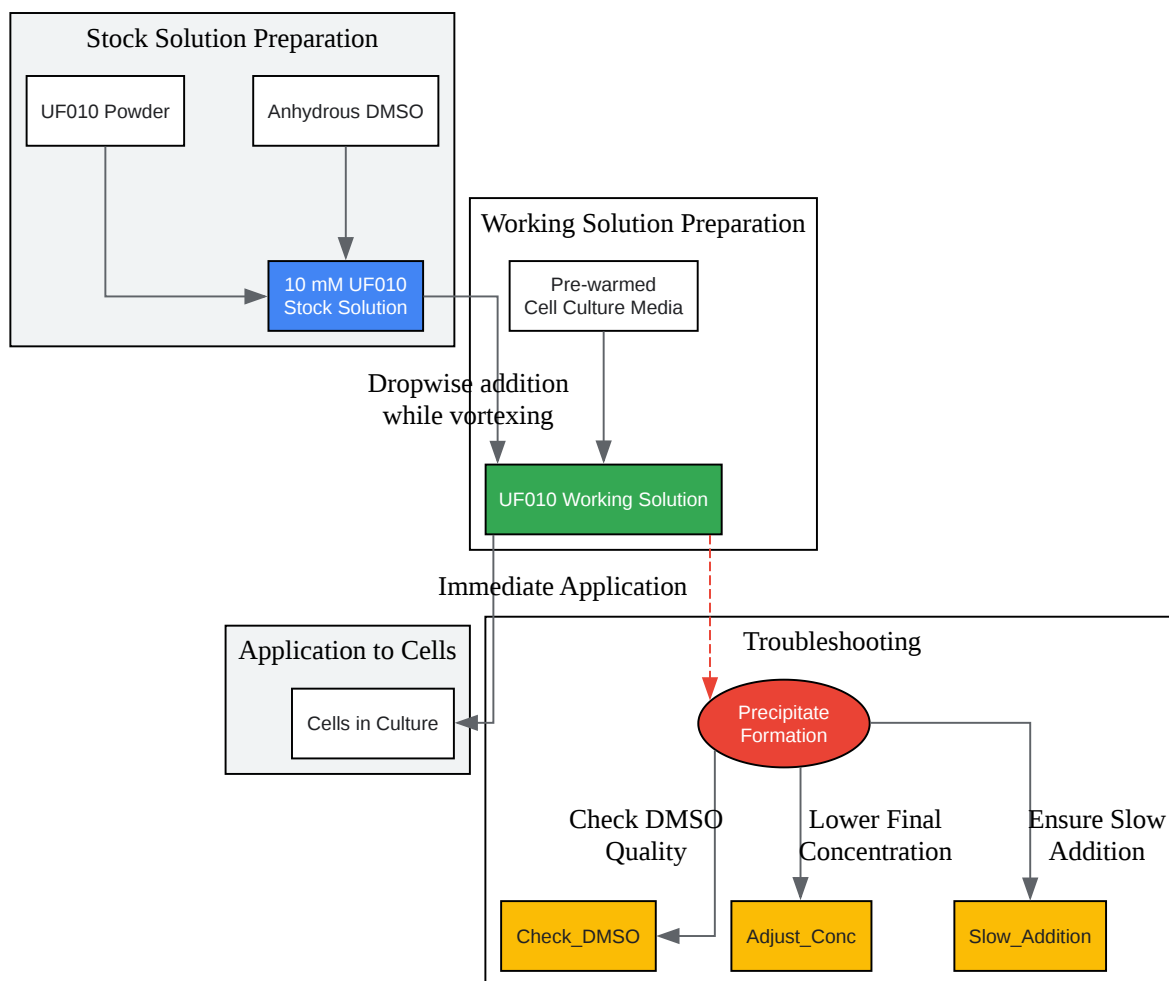 Stock Solution Preparation
UF010 Powder
Anhydrous DMSO
10 mM UF010
Stock Solution
Working Solution Preparation
Pre-warmed
Cell Culture Media
Dropwise addition
while vortexing
UF010 Working Solution
Immediate Application
Application to Cells
Cells in Culture
Troubleshooting
Precipitate
Formation
Check DMSO
Quality
Lower Final
Concentration
Ensure Slow
Addition
Check_DMSO
Adjust_Conc
Slow_Addition